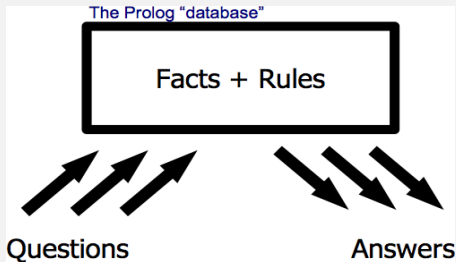 The Prolog “database”
Facts + Rules
Questions
Answers